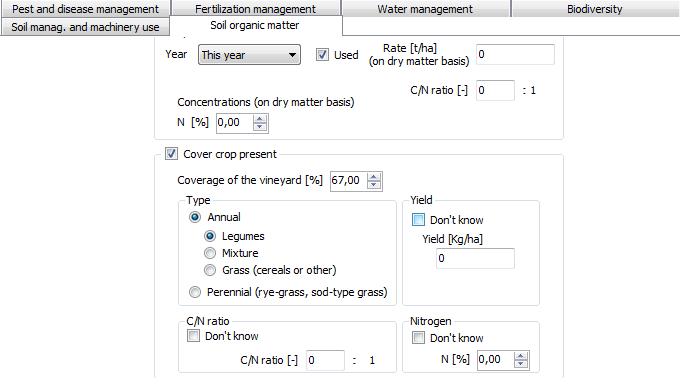 Pest and disease management Fertilization management Water management Biodiversity
Soil manag. and machinery use Soil organic matter
Year This year Used Rate [t/ha] 0
(on dry matter basis)
C/N ratio [-] 0 : 1
Concentrations (on dry matter basis)
N [%] 0,00
Cover crop present
Coverage of the vineyard [%] 67,00
Type Yield
Annual Don't know
Legumes Yield [Kg/ha]
Mixture 0
Grass (cereals or other)
Perennial (rye-grass, sod-type grass)
C/N ratio Nitrogen
Don't know Don't know
C/N ratio [-] 0 : 1 N [%] 0,00